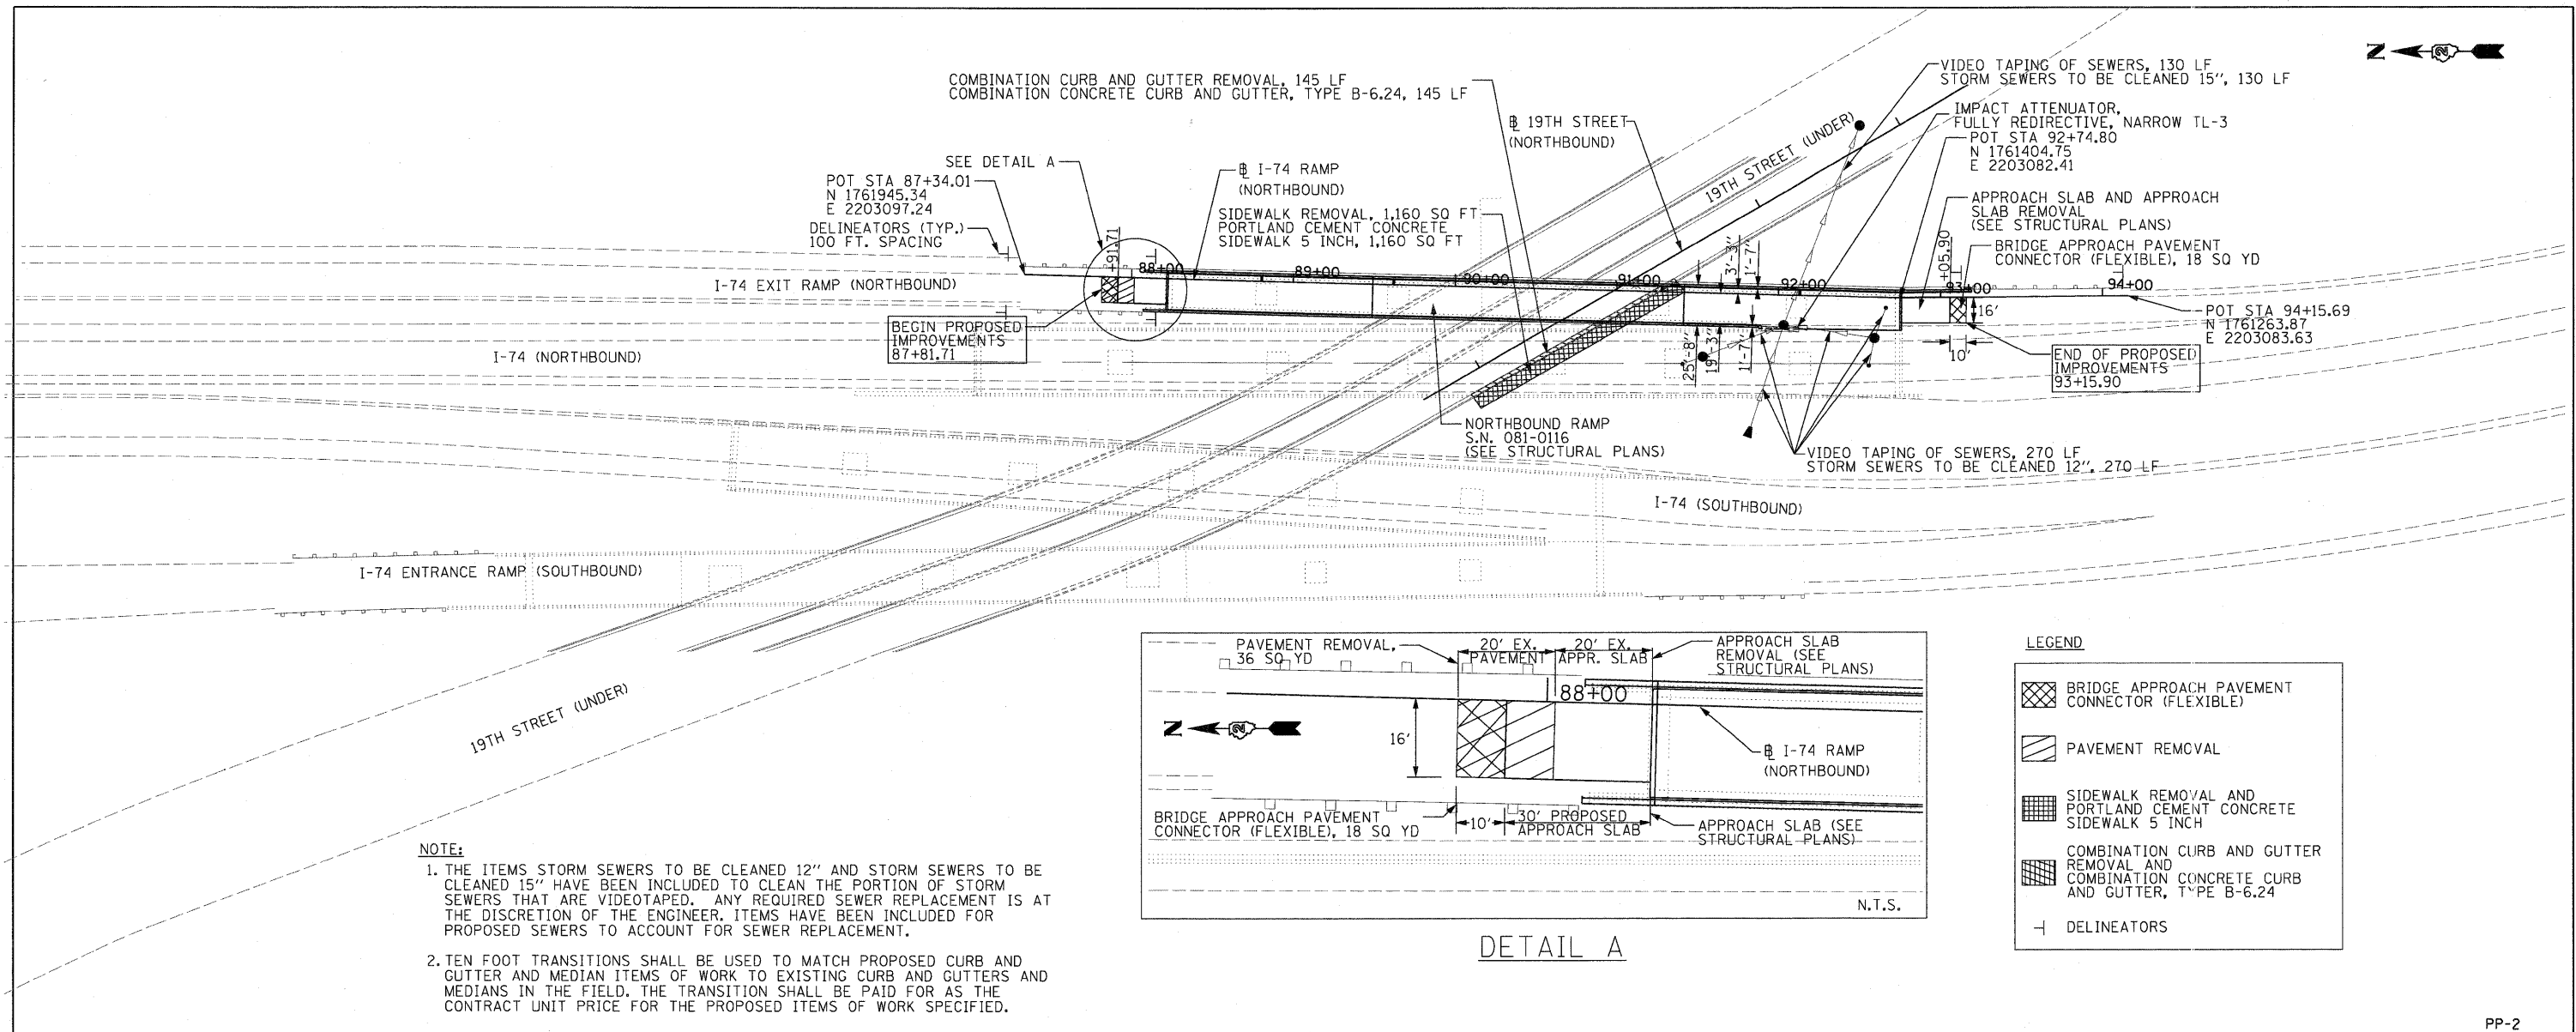 COMBINATION CURB AND GUTTER REMOVAL, 145 LF
COMBINATION CONCRETE CURB AND GUTTER, TYPE B-6.24, 145 LF
SEE DETAIL A
POT STA 87+34.01
N 1761945.34
E 2203097.24
DELINEATORS (TYP.)
100 FT. SPACING
I-74 RAMP
(NORTHBOUND)
SIDEWALK REMOVAL, 1,160 SQ FT
PORTLAND CEMENT CONCRETE
SIDEWALK 5 INCH, 1,160 SQ FT
19TH STREET
(NORTHBOUND)
19TH STREET (UNDER)
VIDEO TAPING OF SEWERS, 130 LF
STORM SEWERS TO BE CLEANED 15", 130 LF
IMPACT ATTENUATOR,
FULLY REDIRECTIVE, NARROW TL-3
POT STA 92+74.80
N 1761404.75
E 2203082.41
APPROACH SLAB AND APPROACH
SLAB REMOVAL
(SEE STRUCTURAL PLANS)
BRIDGE APPROACH PAVEMENT
CONNECTOR (FLEXIBLE), 18 SQ YD
N
+91.71
88+00
89+00
90+00
91+00
92+00
93+00
94+00
+05.90
3'-3"
1'-7"
25'-8"
19'-3"
1'-7"
16'
10'
POT STA 94+15.69
N 1761263.87
E 2203083.63
I-74 EXIT RAMP (NORTHBOUND)
BEGIN PROPOSED
IMPROVEMENTS
87+81.71
I-74 (NORTHBOUND)
END OF PROPOSED
IMPROVEMENTS
93+15.90
NORTHBOUND RAMP
S.N. 081-0116
(SEE STRUCTURAL PLANS)
VIDEO TAPING OF SEWERS, 270 LF
STORM SEWERS TO BE CLEANED 12", 270 LF
I-74 (SOUTHBOUND)
I-74 ENTRANCE RAMP (SOUTHBOUND)
19TH STREET (UNDER)
PAVEMENT REMOVAL,
36 SQ YD
20' EX.
PAVEMENT
20' EX.
APPR. SLAB
APPROACH SLAB
REMOVAL (SEE
STRUCTURAL PLANS)
88+00
N
16'
I-74 RAMP
(NORTHBOUND)
BRIDGE APPROACH PAVEMENT
CONNECTOR (FLEXIBLE), 18 SQ YD
10'
30' PROPOSED
APPROACH SLAB
APPROACH SLAB (SEE
STRUCTURAL PLANS)
N.T.S.
DETAIL A
LEGEND
BRIDGE APPROACH PAVEMENT
CONNECTOR (FLEXIBLE)
PAVEMENT REMOVAL
SIDEWALK REMOVAL AND
PORTLAND CEMENT CONCRETE
SIDEWALK 5 INCH
COMBINATION CURB AND GUTTER
REMOVAL AND
COMBINATION CONCRETE CURB
AND GUTTER, TYPE B-6.24
DELINEATORS
NOTE:
1. THE ITEMS STORM SEWERS TO BE CLEANED 12" AND STORM SEWERS TO BE
CLEANED 15" HAVE BEEN INCLUDED TO CLEAN THE PORTION OF STORM
SEWERS THAT ARE VIDEOTAPED. ANY REQUIRED SEWER REPLACEMENT IS AT
THE DISCRETION OF THE ENGINEER. ITEMS HAVE BEEN INCLUDED FOR
PROPOSED SEWERS TO ACCOUNT FOR SEWER REPLACEMENT.
2. TEN FOOT TRANSITIONS SHALL BE USED TO MATCH PROPOSED CURB AND
GUTTER AND MEDIAN ITEMS OF WORK TO EXISTING CURB AND GUTTERS AND
MEDIANS IN THE FIELD. THE TRANSITION SHALL BE PAID FOR AS THE
CONTRACT UNIT PRICE FOR THE PROPOSED ITEMS OF WORK SPECIFIED.
PP-2